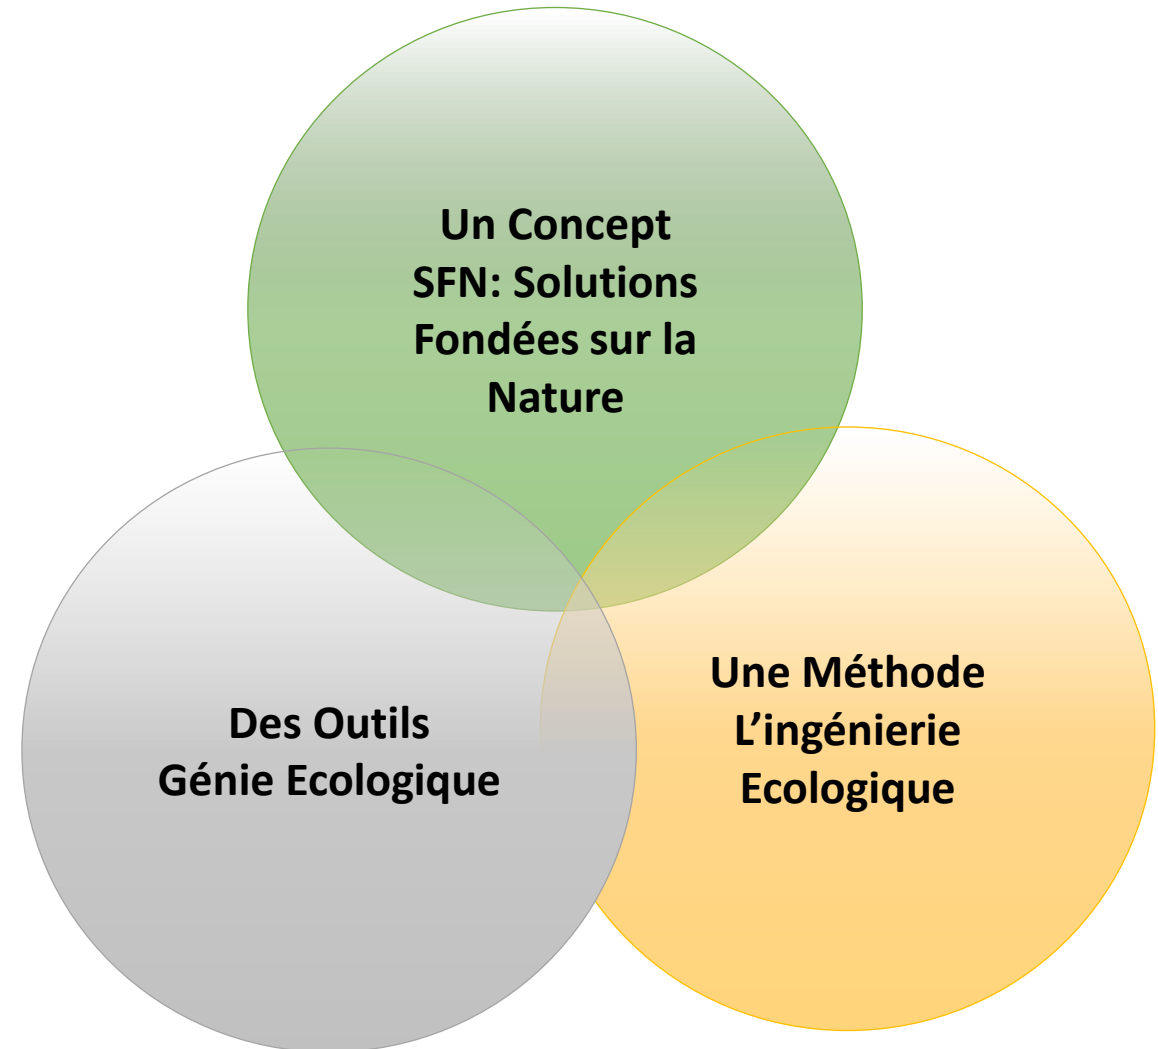 Un Concept
SFN: Solutions
Fondées sur la
Nature
Des Outils
Génie Ecologique
Une Méthode
L’ingénierie
Ecologique